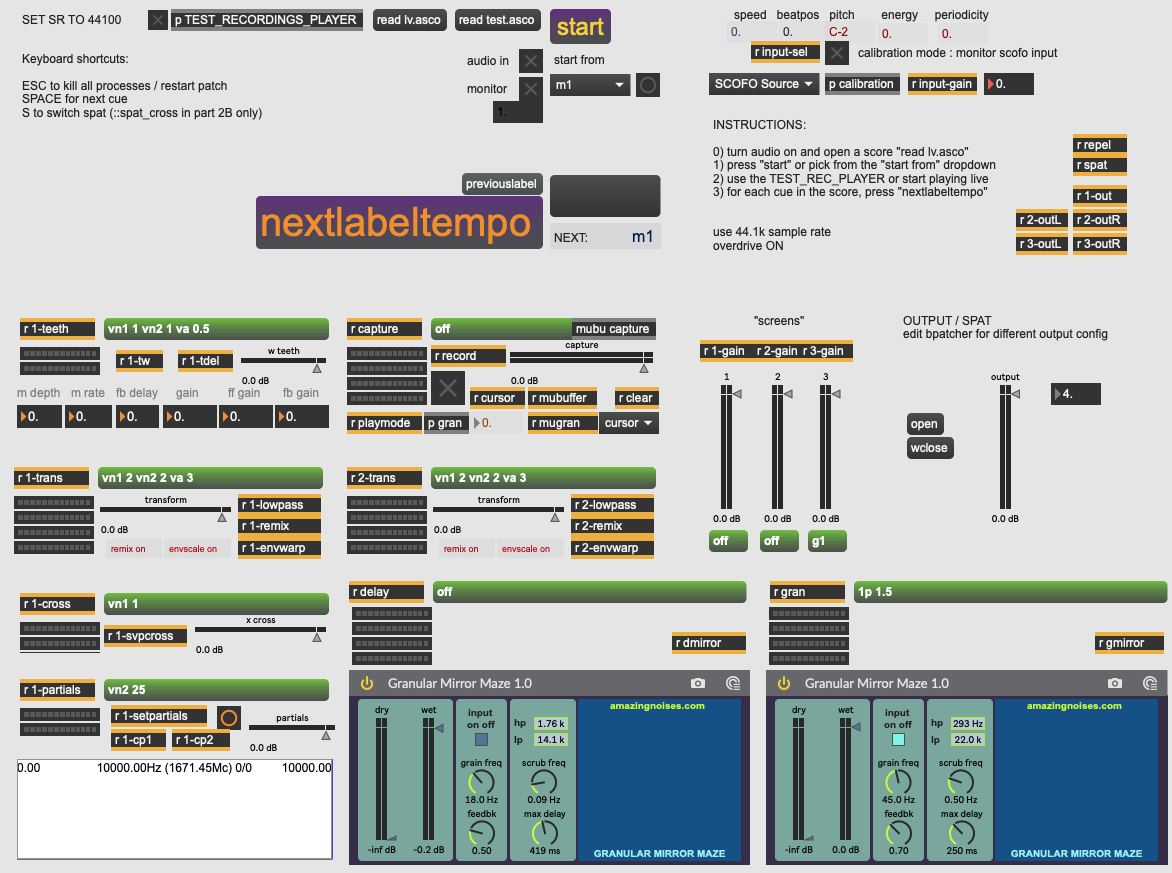 SET SR TO 44100
p TEST_RECORDINGS_PLAYER
read lv.asco
read test.asco
start
speed
beatpos
pitch
energy
periodicity
0.
0.
C-2
0.
0.
r input-sel
calibration mode : monitor scofo input
Keyboard shortcuts:
ESC to kill all processes / restart patch
SPACE for next cue
S to switch spat (::spat_cross in part 2B only)
audio in
start from
monitor
m1
1.
SCOFO Source
p calibration
r input-gain
0.
INSTRUCTIONS:
0) turn audio on and open a score "read lv.asco"
1) press "start" or pick from the "start from" dropdown
2) use the TEST_REC_PLAYER or start playing live
3) for each cue in the score, press "nextlabeltempo"
use 44.1k sample rate
overdrive ON
r repel
r spat
r 1-out
r 2-outL
r 2-outR
r 3-outL
r 3-outR
previouslabel
nextlabeltempo
NEXT:
m1
r 1-teeth
vn1 1 vn2 1 va 0.5
r 1-tw
r 1-tdel
w teeth
0.0 dB
m depth
m rate
fb delay
gain
ff gain
fb gain
0.
0.
0.
0.
0.
0.
r capture
off
mubu capture
r record
capture
0.0 dB
r cursor
r mubuffer
r clear
r playmode
p gran
0.
r mugran
cursor
"screens"
r 1-gain
r 2-gain
r 3-gain
1
2
3
0.0 dB
0.0 dB
0.0 dB
off
off
g1
OUTPUT / SPAT
edit bpatcher for different output config
output
4.
open
wclose
0.0 dB
r 1-trans
vn1 2 vn2 2 va 3
transform
0.0 dB
remix on
envscale on
r 1-lowpass
r 1-remix
r 1-envwarp
r 2-trans
vn1 2 vn2 2 va 3
transform
0.0 dB
remix on
envscale on
r 2-lowpass
r 2-remix
r 2-envwarp
r 1-cross
vn1 1
r 1-svpcross
x cross
0.0 dB
r 1-partials
vn2 25
r 1-setpartials
r 1-cp1
r 1-cp2
partials
0.0 dB
0.00
10000.00Hz (1671.45Mc) 0/0
10000.00
r delay
off
r dmirror
Granular Mirror Maze 1.0
dry
wet
-inf dB
-0.2 dB
input
on off
grain freq
18.0 Hz
feedbk
0.50
hp
1.76 k
lp
14.1 k
scrub freq
0.09 Hz
max delay
419 ms
amazingnoises.com
GRANULAR MIRROR MAZE
r gran
1p 1.5
r gmirror
Granular Mirror Maze 1.0
dry
wet
-inf dB
0.0 dB
input
on off
grain freq
45.0 Hz
feedbk
0.70
hp
293 Hz
lp
22.0 k
scrub freq
0.50 Hz
max delay
250 ms
amazingnoises.com
GRANULAR MIRROR MAZE